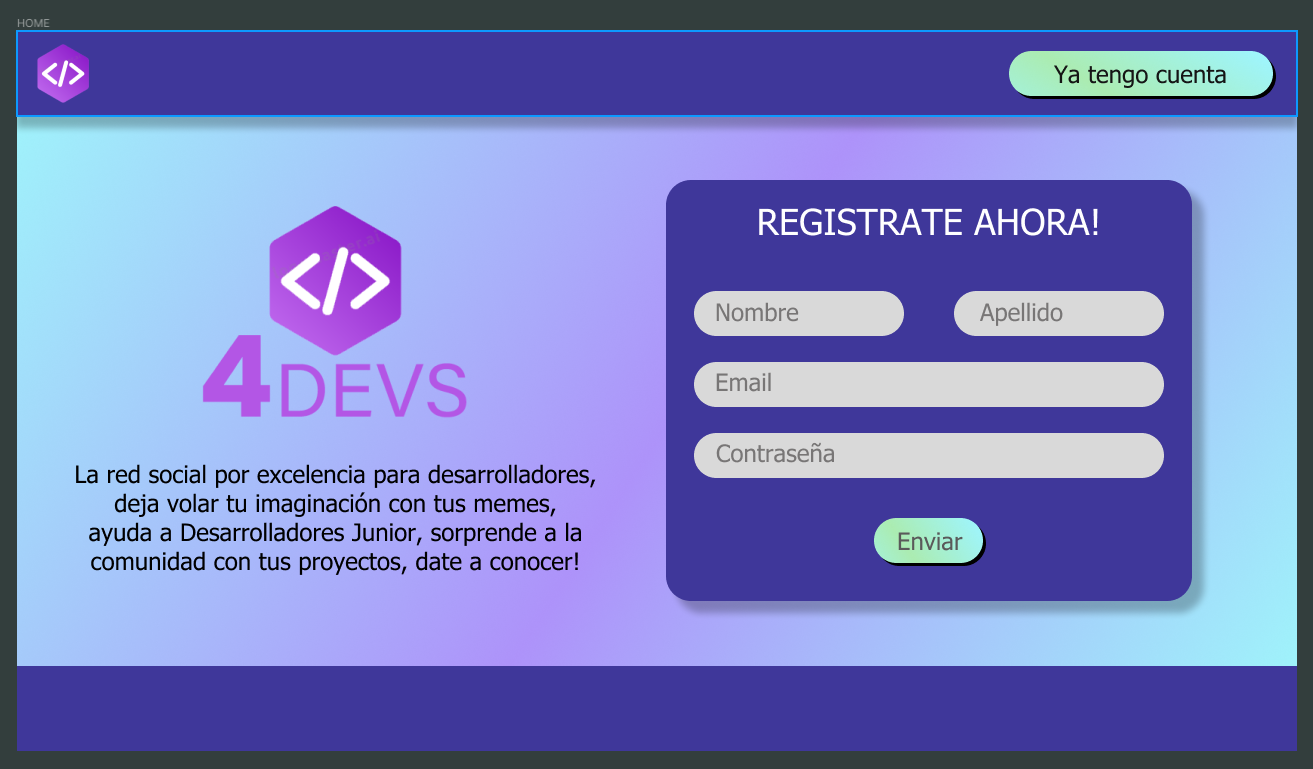 HOME
</>
Ya tengo cuenta
</>
4DEVS
La red social por excelencia para desarrolladores,
deja volar tu imaginación con tus memes,
ayuda a Desarrolladores Junior, sorprende a la
comunidad con tus proyectos, date a conocer!
REGISTRATE AHORA!
Nombre
Apellido
Email
Contraseña
Enviar